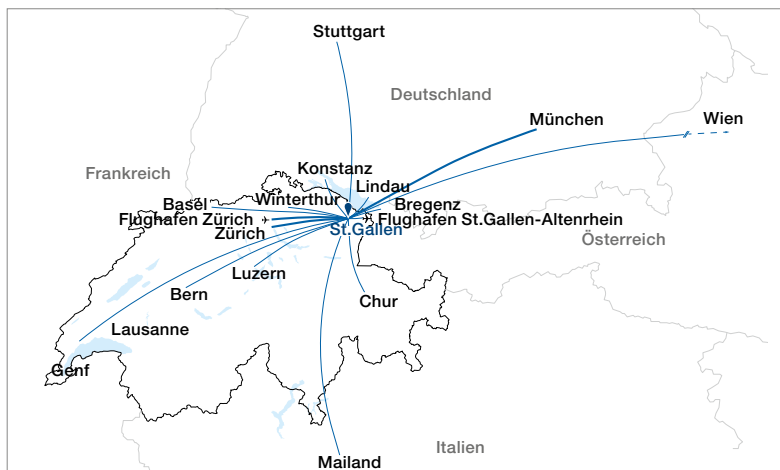 Stuttgart
Deutschland
München
Wien
Frankreich
Konstanz
Lindau
Basel
Winterthur
Bregenz
Flughafen Zürich
Flughafen St.Gallen-Altenrhein
Zürich
St.Gallen
Österreich
Luzern
Bern
Chur
Lausanne
Genf
Italien
Mailand